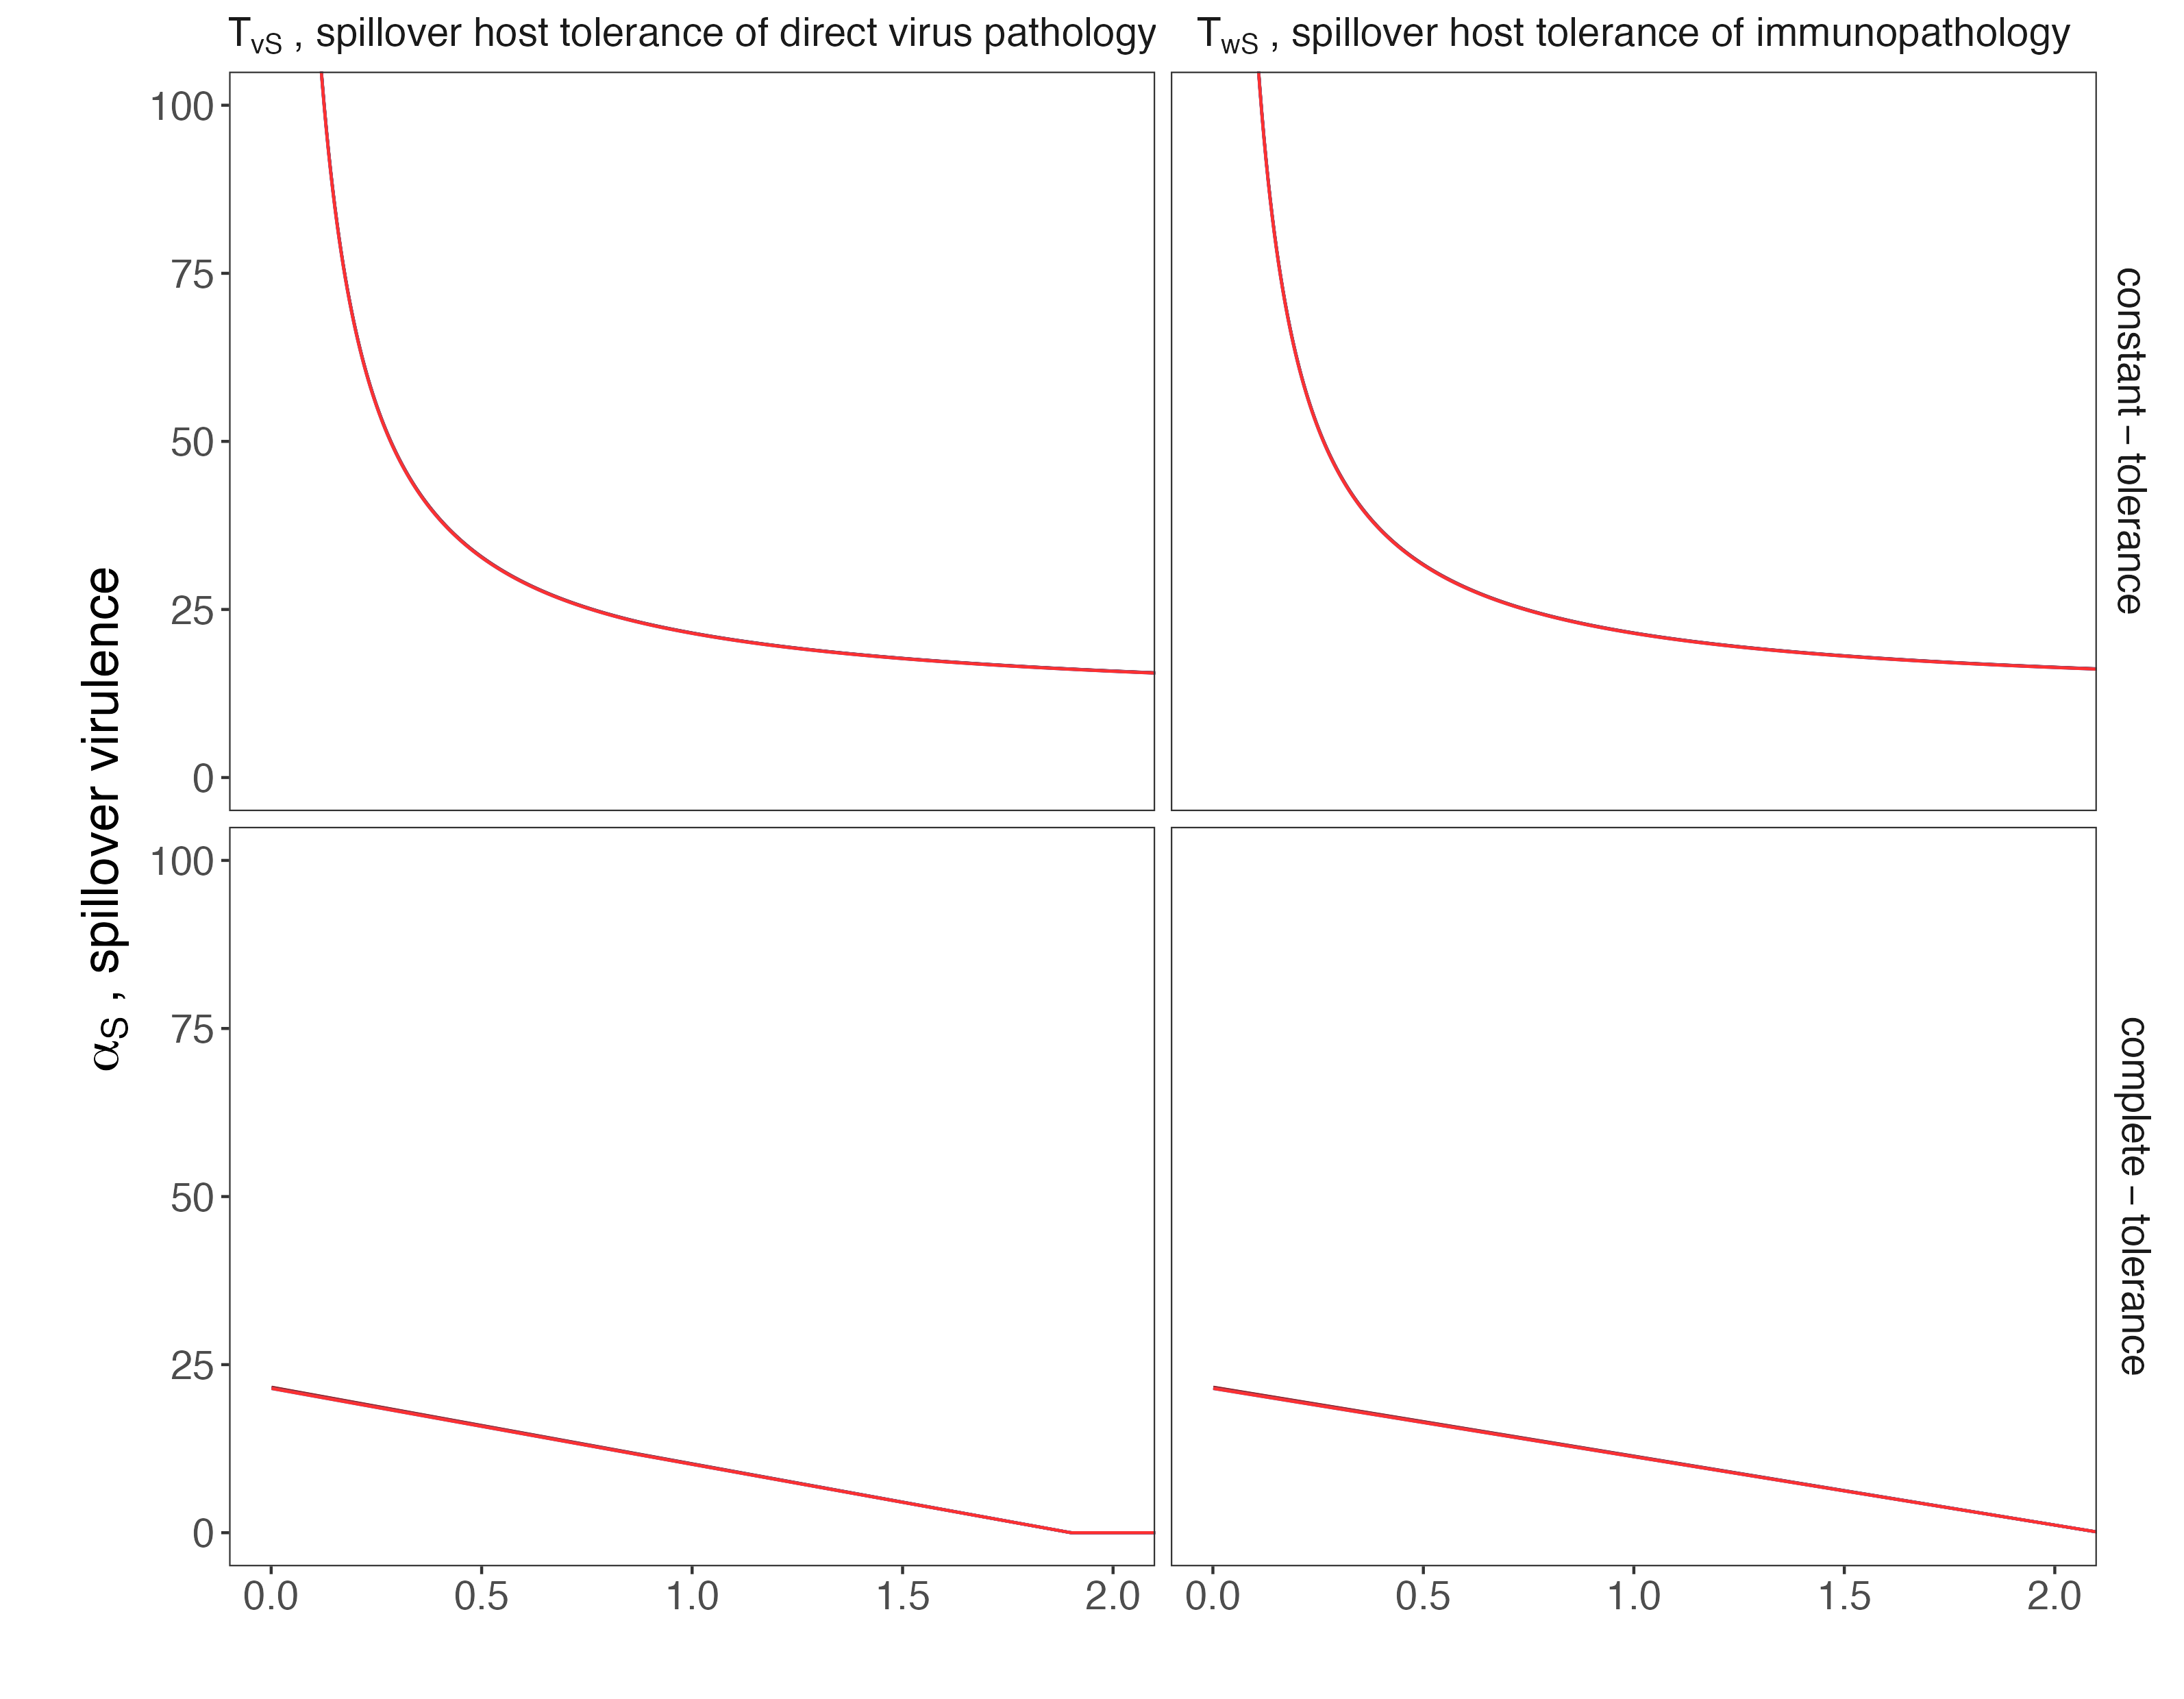 TvS , spillover host tolerance of direct virus pathology
TwS , spillover host tolerance of immunopathology
αS , spillover virulence
100
75
50
25
0
constant − tolerance
100
75
50
25
0
complete − tolerance
0.0 0.5 1.0 1.5 2.0
0.0 0.5 1.0 1.5 2.0